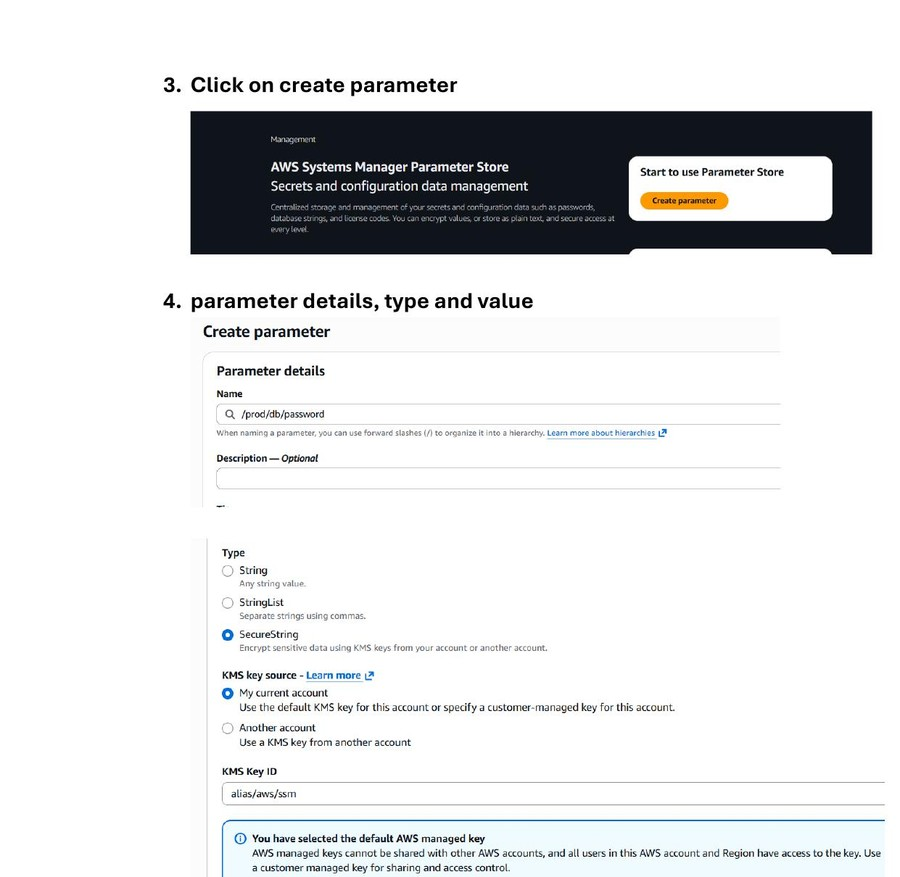 3. Click on create parameter
Management
AWS Systems Manager Parameter Store
Secrets and configuration data management
Centralized storage and management of your secrets and configuration data such as passwords,
database strings, and license codes. You can encrypt values, or store as plain text, and secure access at
every level.
Start to use Parameter Store
Create parameter
4. parameter details, type and value
Create parameter
Parameter details
Name
/prod/db/password
When naming a parameter, you can use forward slashes (/) to organize it into a hierarchy. Learn more about hierarchies
Description — Optional
Type
String
Any string value.
StringList
Separate strings using commas.
SecureString
Encrypt sensitive data using KMS keys from your account or another account.
KMS key source - Learn more
My current account
Use the default KMS key for this account or specify a customer-managed key for this account.
Another account
Use a KMS key from another account
KMS Key ID
alias/aws/ssm
You have selected the default AWS managed key
AWS managed keys cannot be shared with other AWS accounts, and all users in this AWS account and Region have access to the key. Use
a customer managed key for sharing and access control.